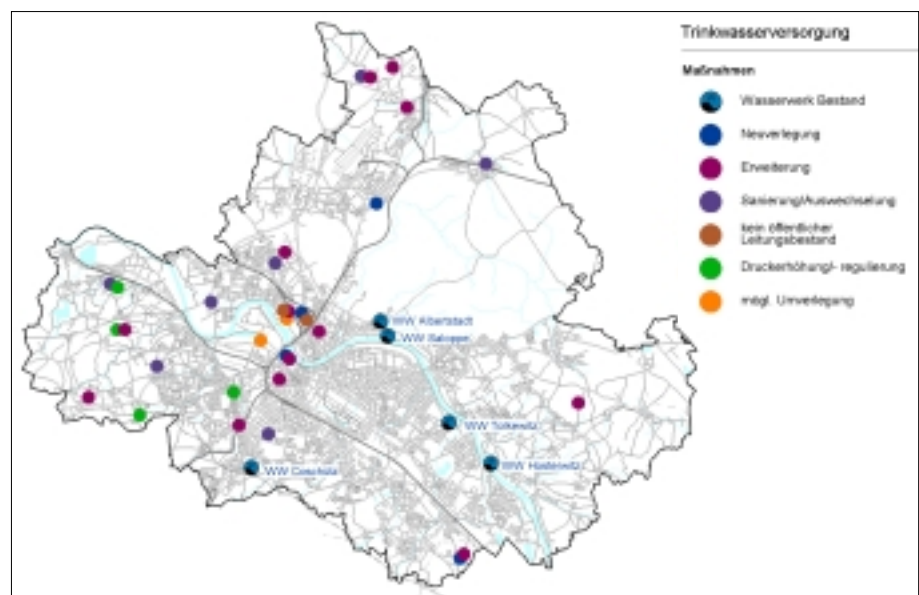 Trinkwasserversorgung
Maßnahmen
Wasserwerk Bestand
Neuverlegung
Erweiterung
Sanierung/Auswechselung
kein öffentlicher
Leitungsbestand
Druckerhöhung/- regulierung
mögl. Umverlegung
WW Albertstadt
WW Saloppe
WW Tolkewitz
WW Hosterwitz
WW Coschütz